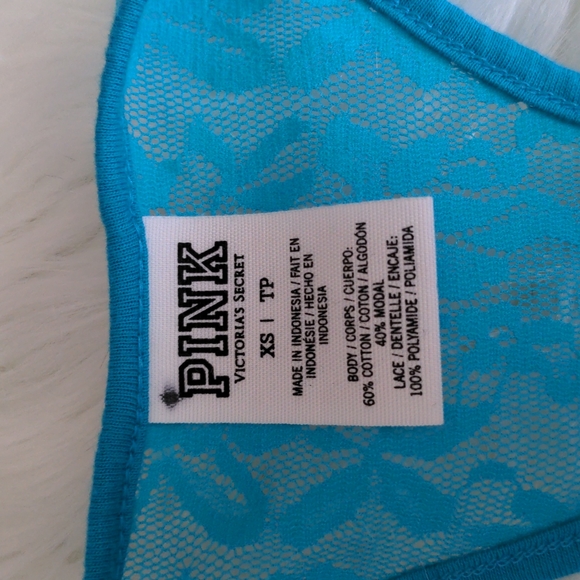 PINK
VICTORIA'S SECRET
XS | TP
MADE IN INDONESIA / FAIT EN
INDONÉSIE / HECHO EN
INDONESIA
BODY / CORPS / CUERPO:
60% COTTON / COTON / ALGODÓN
40% MODAL
LACE / DENTELLE / ENCAJE:
100% POLYAMIDE / POLIAMIDA